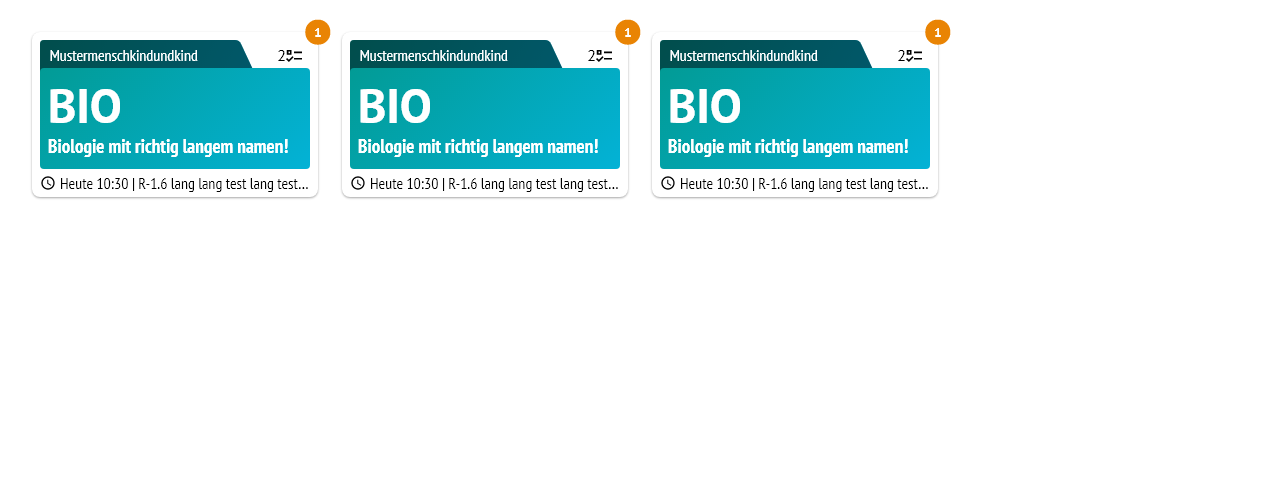 1
Mustermenschkindundkind 2
BIO
Biologie mit richtig langem namen!
Heute 10:30 | R-1.6 lang lang test lang test...
1
Mustermenschkindundkind 2
BIO
Biologie mit richtig langem namen!
Heute 10:30 | R-1.6 lang lang test lang test...
1
Mustermenschkindundkind 2
BIO
Biologie mit richtig langem namen!
Heute 10:30 | R-1.6 lang lang test lang test...